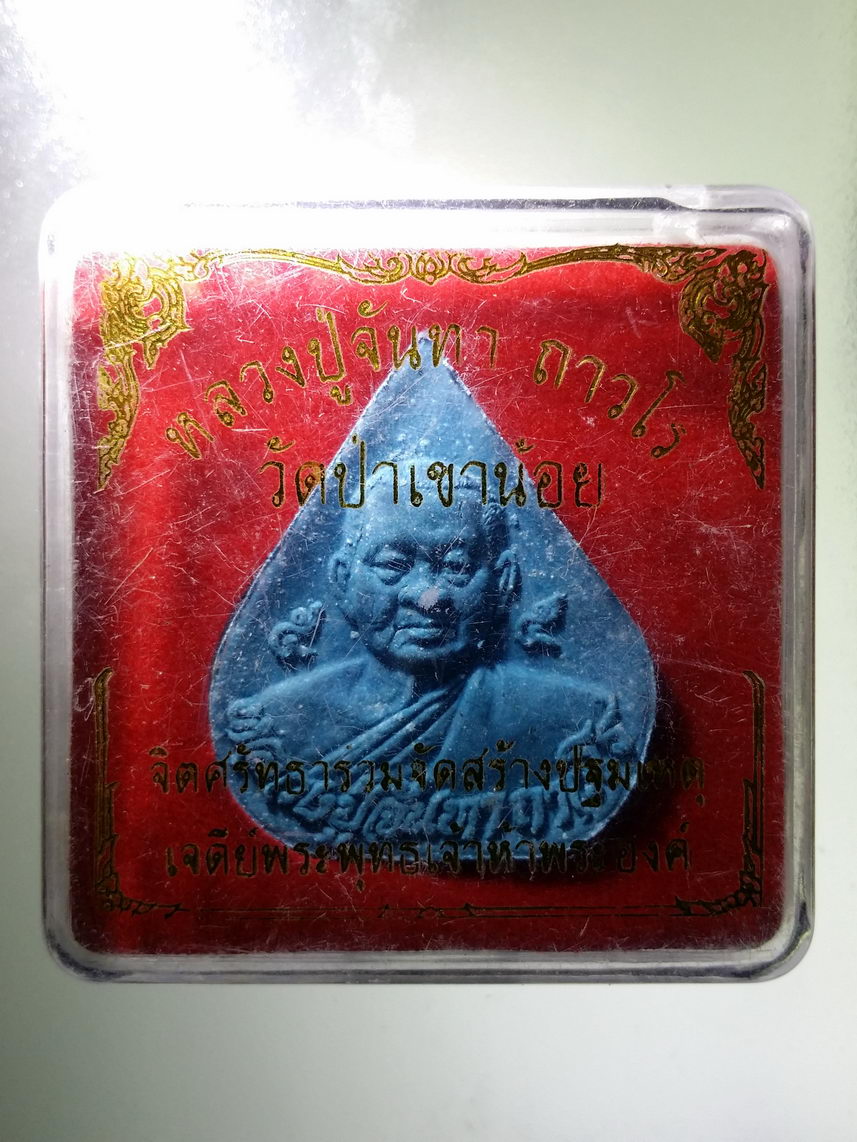 หลวงปู่จันทา ถาวโร
วัดป่าเขาน้อย
จิตศรัทธาร่วมจัดสร้างปฐมเหตุ
เจดีย์พระพุทธเจ้าห้าพระองค์